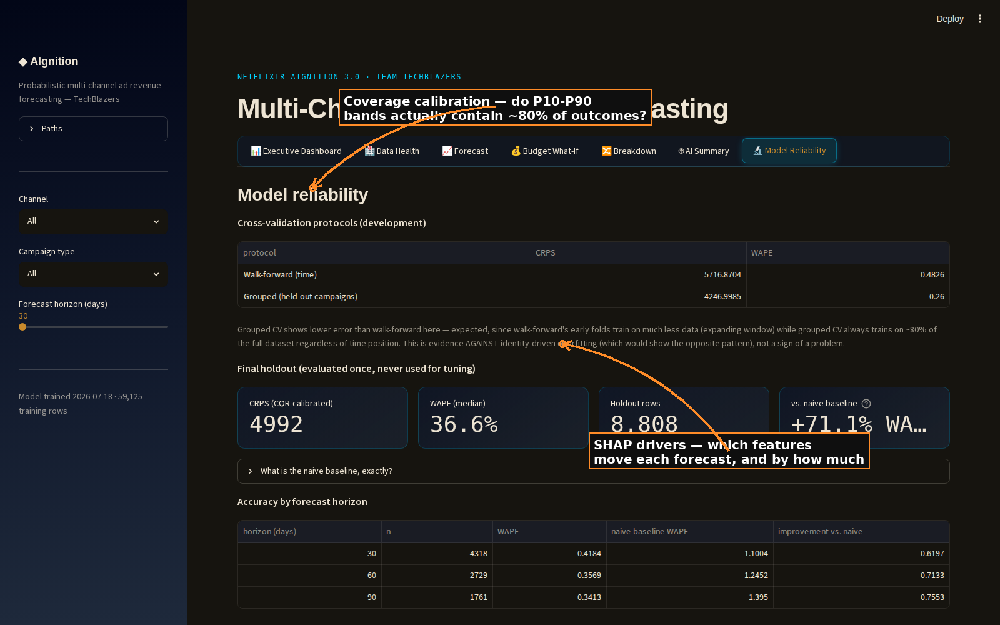 Deploy
◆ AIgnition
Probabilistic multi-channel ad revenue
forecasting — TechBlazers
Paths
Channel
All
Campaign type
All
Forecast horizon (days)
30
Model trained 2026-07-18 · 59,125
training rows
NETELIXIR AIGNITION 3.0 · TEAM TECHBLAZERS
Multi-Ch asting
Coverage calibration — do P10-P90
bands actually contain ~80% of outcomes?
📊 Executive Dashboard
🏥 Data Health
📈 Forecast
💰 Budget What-If
🔀 Breakdown
AI Summary
🔬 Model Reliability
Model reliability
Cross-validation protocols (development)
protocol CRPS WAPE
Walk-forward (time) 5716.8704 0.4826
Grouped (held-out campaigns) 4246.9985 0.26
Grouped CV shows lower error than walk-forward here — expected, since walk-forward's early folds train on much less data (expanding window) while grouped CV always trains on ~80% of
the full dataset regardless of time position. This is evidence AGAINST identity-driven overfitting (which would show the opposite pattern), not a sign of a problem.
Final holdout (evaluated once, never used for tuning)
CRPS (CQR-calibrated)
4992
WAPE (median)
36.6%
Holdout rows
8,808
vs. naive baseline
+71.1% WA…
SHAP drivers — which features
move each forecast, and by how much
What is the naive baseline, exactly?
Accuracy by forecast horizon
horizon (days) n WAPE naive baseline WAPE improvement vs. naive
30 4318 0.4184 1.1004 0.6197
60 2729 0.3569 1.2452 0.7133
90 1761 0.3413 1.395 0.7553